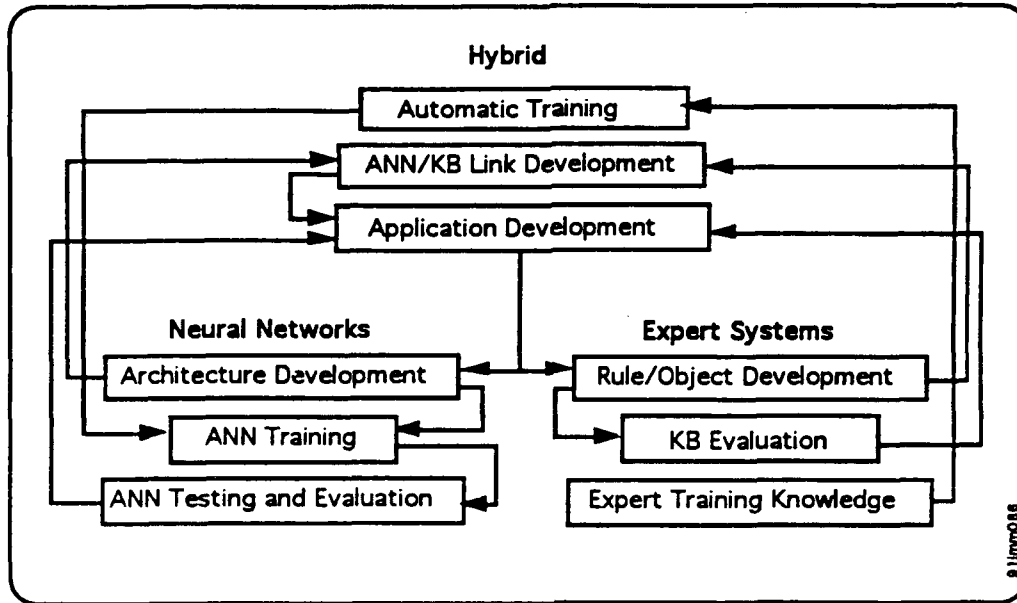 Hybrid
Automatic Training
ANN/KB Link Development
Application Development
Neural Networks
Architecture Development
ANN Training
ANN Testing and Evaluation
Expert Systems
Rule/Object Development
KB Evaluation
Expert Training Knowledge
91imm086